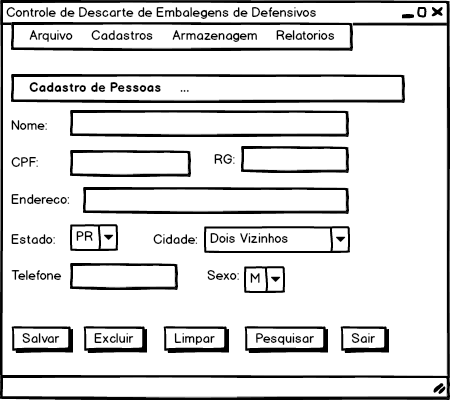 Controle de Descarte de Embalegens de Defensivos
Arquivo Cadastros Armazenagem Relatorios
Cadastro de Pessoas ...
Nome:
CPF: RG:
Endereco:
Estado: PR Cidade: Dois Vizinhos
Telefone Sexo: M
Salvar Excluir Limpar Pesquisar Sair